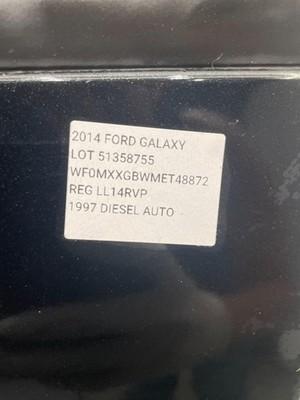 2014 FORD GALAXY
LOT 51358755
WF0MXXGBWMET48872
REG LL14RVP
1997 DIESEL AUTO